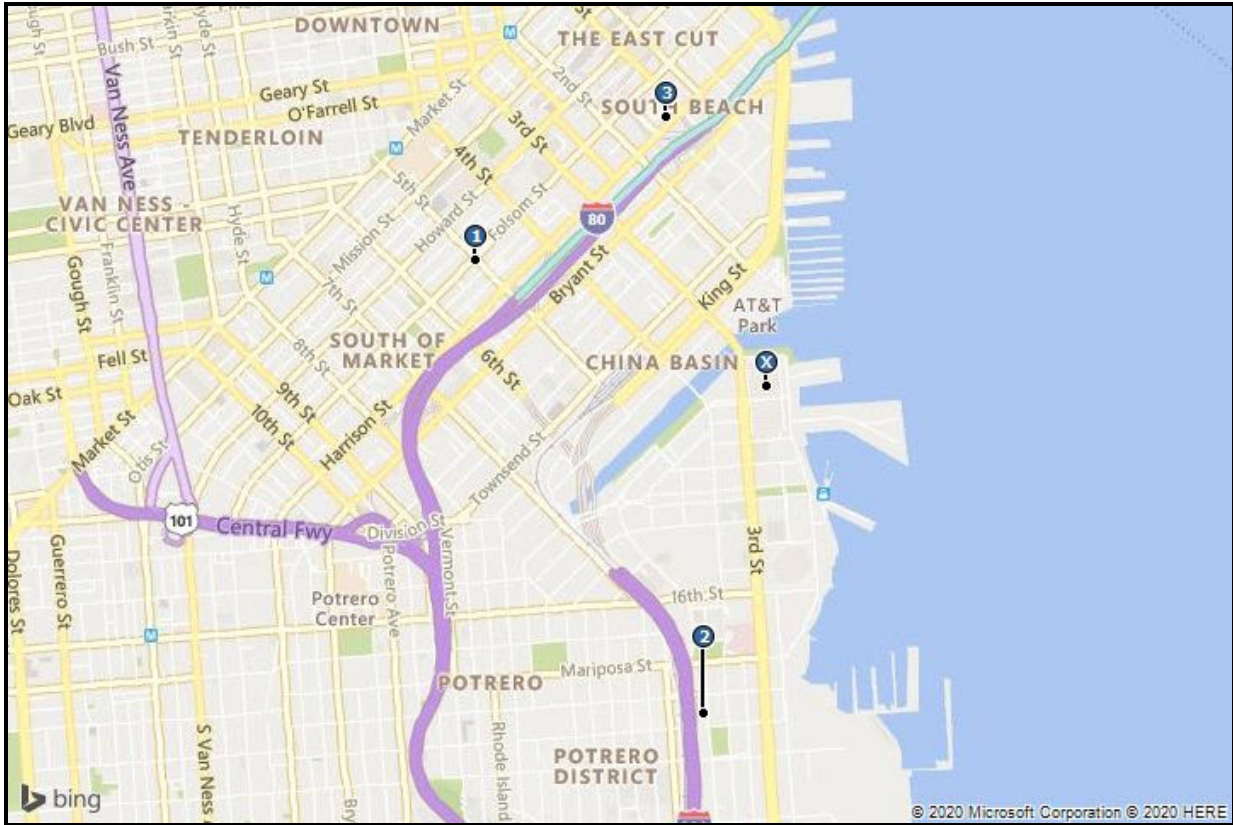 DOWNTOWN
THE EAST CUT
Bush St
Hyde St
Van Ness Ave
Geary St
O'Farrell St
Market St
2nd St
3
SOUTH BEACH
Geary Blvd
TENDERLOIN
3rd St
4th St
5th St
VAN NESS -
CIVIC CENTER
Hyde St
Mission St
Howard St
Folsom St
80
1
Franklin St
Gough St
7th St
Bryant St
King St
AT&T
Park
SOUTH OF
MARKET
8th St
6th St
CHINA BASIN
X
Fell St
Oak St
9th St
10th St
Harrison St
Market St
Otis St
Townsend St
101
Central Fwy
Division St
Vermont St
Potrero Ave
3rd St
Dolores St
Guerrero St
Potrero
Center
16th St
2
Mariposa St
POTRERO
S Van Ness
Rhode Island
POTRERO
DISTRICT
Bry
bing
© 2020 Microsoft Corporation © 2020 HERE